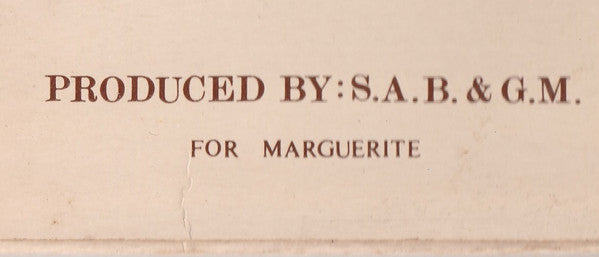 PRODUCED BY: S.A.B. & G.M.
FOR MARGUERITE